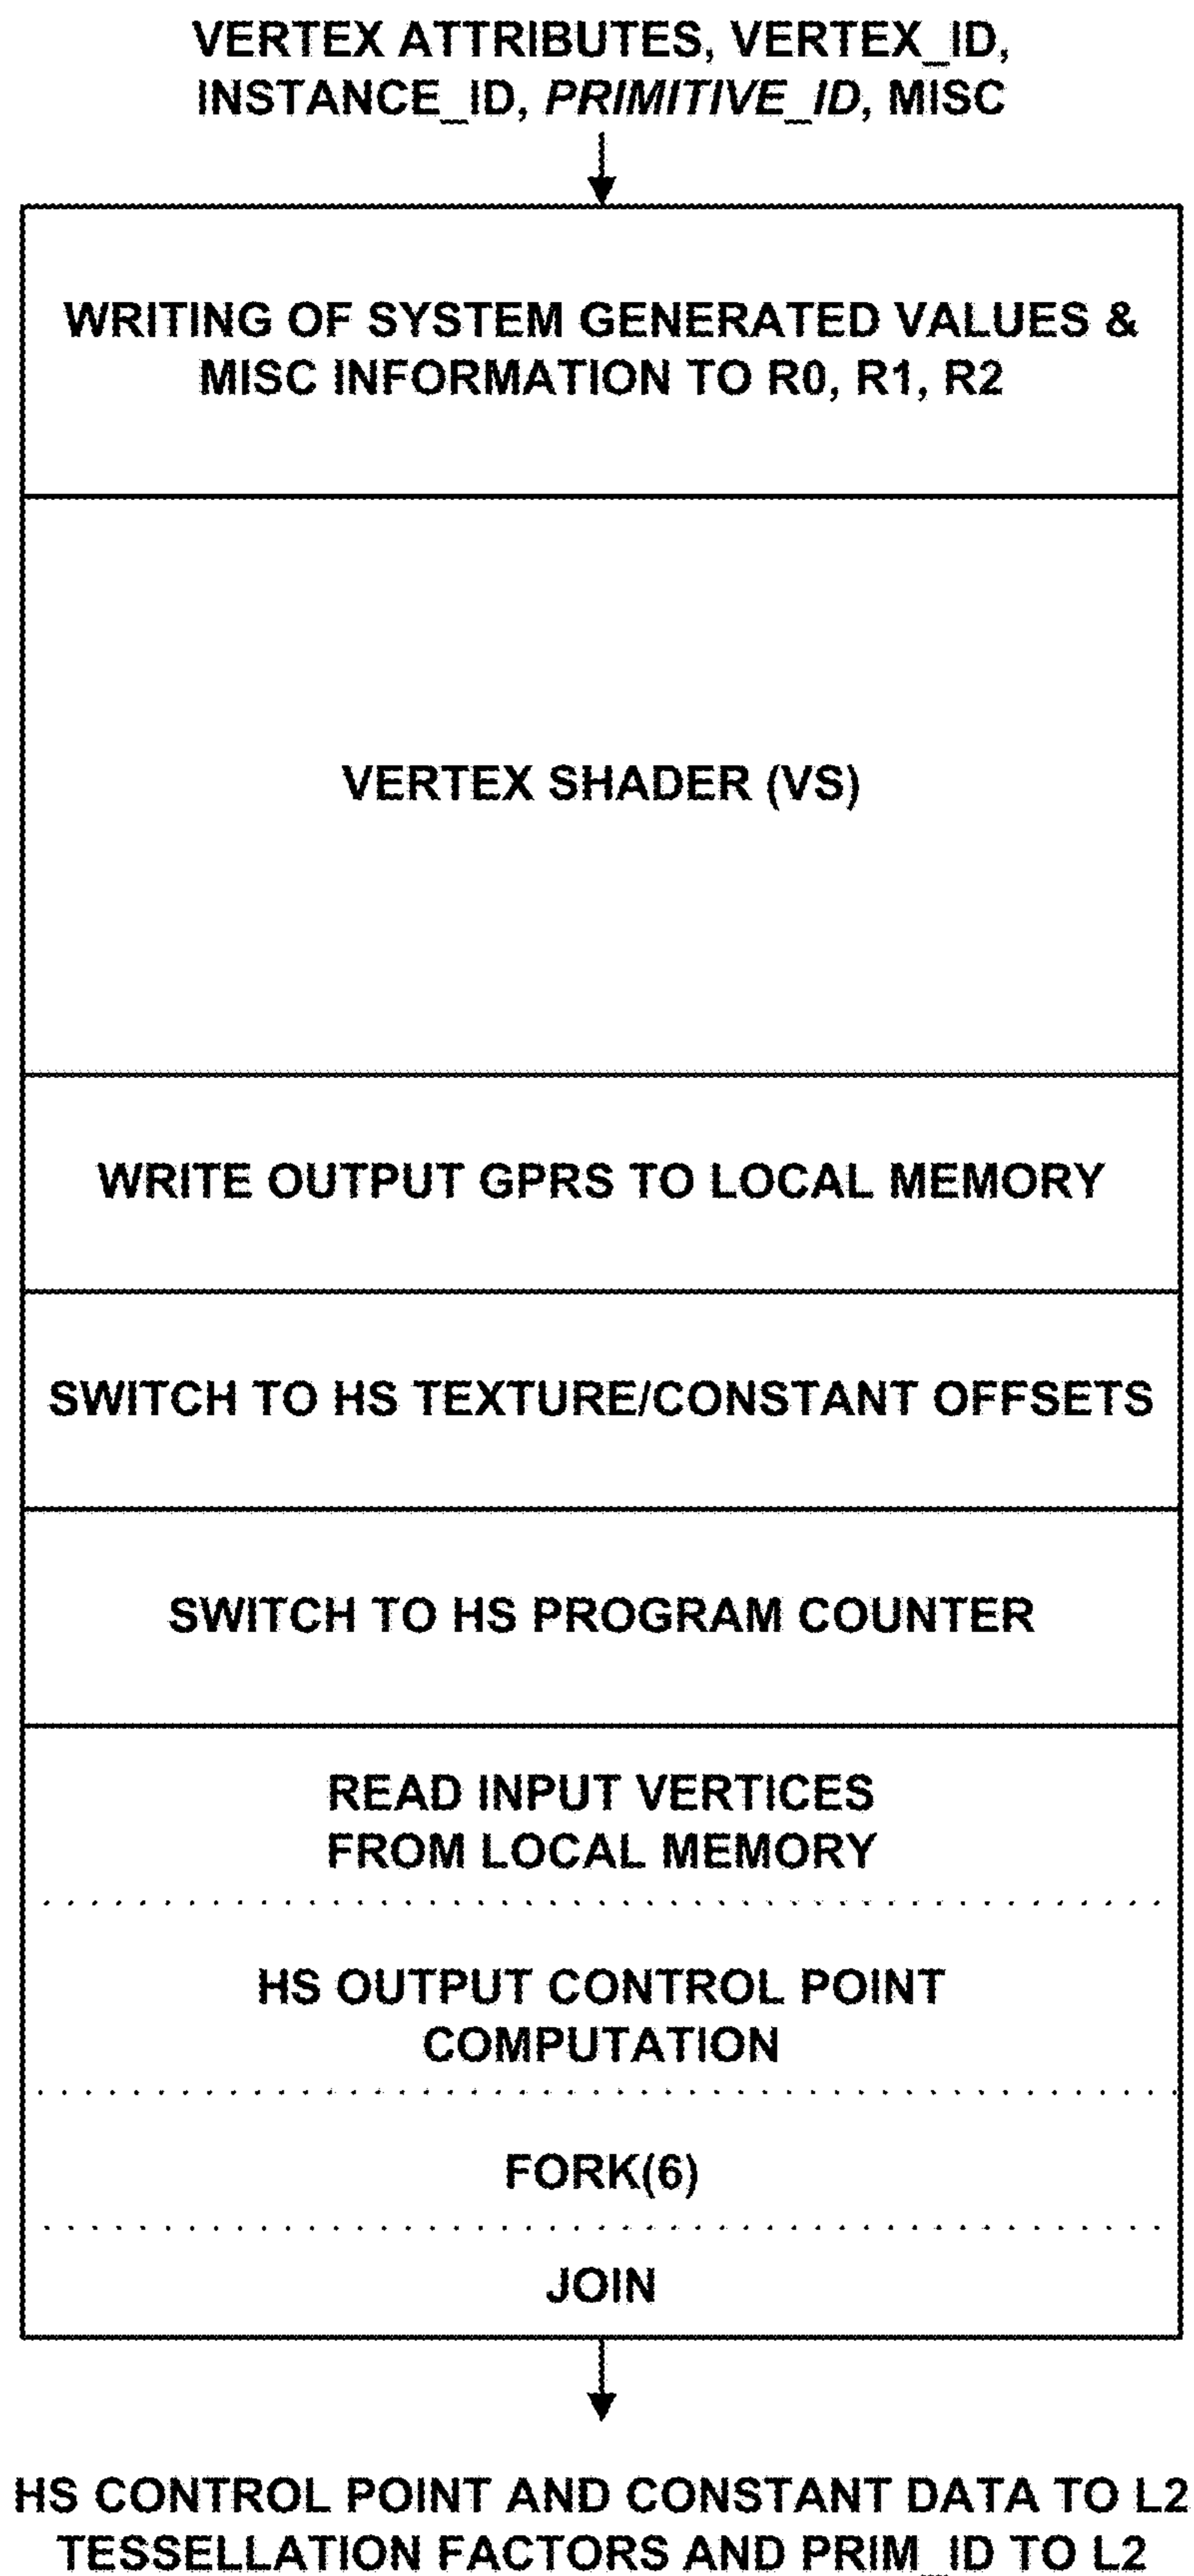 VERTEX ATTRIBUTES, VERTEX_ID,
INSTANCE_ID, PRIMITIVE_ID, MISC
WRITING OF SYSTEM GENERATED VALUES &
MISC INFORMATION TO R0, R1, R2
VERTEX SHADER (VS)
WRITE OUTPUT GPRS TO LOCAL MEMORY
SWITCH TO HS TEXTURE/CONSTANT OFFSETS
SWITCH TO HS PROGRAM COUNTER
READ INPUT VERTICES
FROM LOCAL MEMORY
HS OUTPUT CONTROL POINT
COMPUTATION
FORK(6)
JOIN
HS CONTROL POINT AND CONSTANT DATA TO L2
TESSELLATION FACTORS AND PRIM_ID TO L2